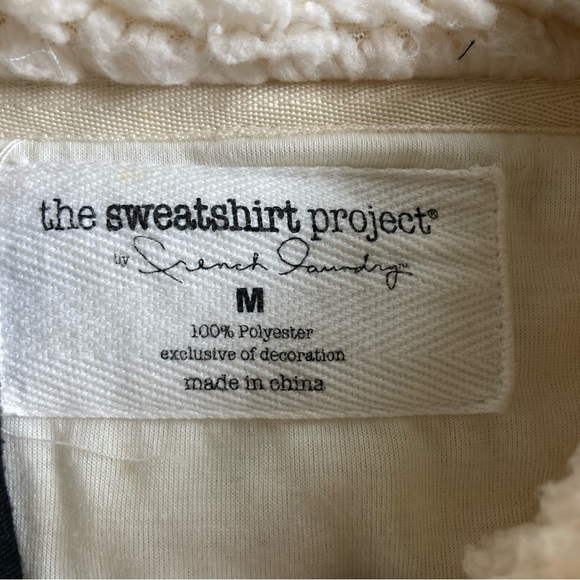 the sweatshirt project®
by French Laundry™
M
100% Polyester
exclusive of decoration
made in china